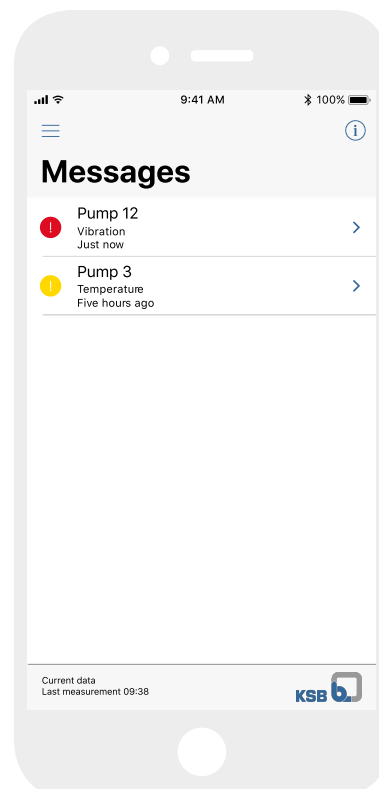 9:41 AM 100%
Messages
Pump 12
Vibration
Just now
Pump 3
Temperature
Five hours ago
Current data
Last measurement 09:38
KSB b.